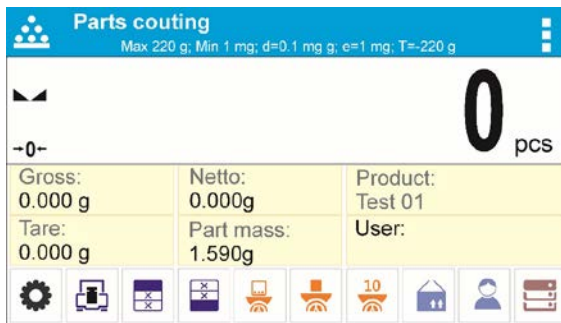 Parts couting
Max 220 g; Min 1 mg; d=0.1 mg g; e=1 mg; T=-220 g
→0←
0 pcs
Gross:
0.000 g
Netto:
0.000g
Product:
Test 01
Tare:
0.000 g
Part mass:
1.590g
User:
10